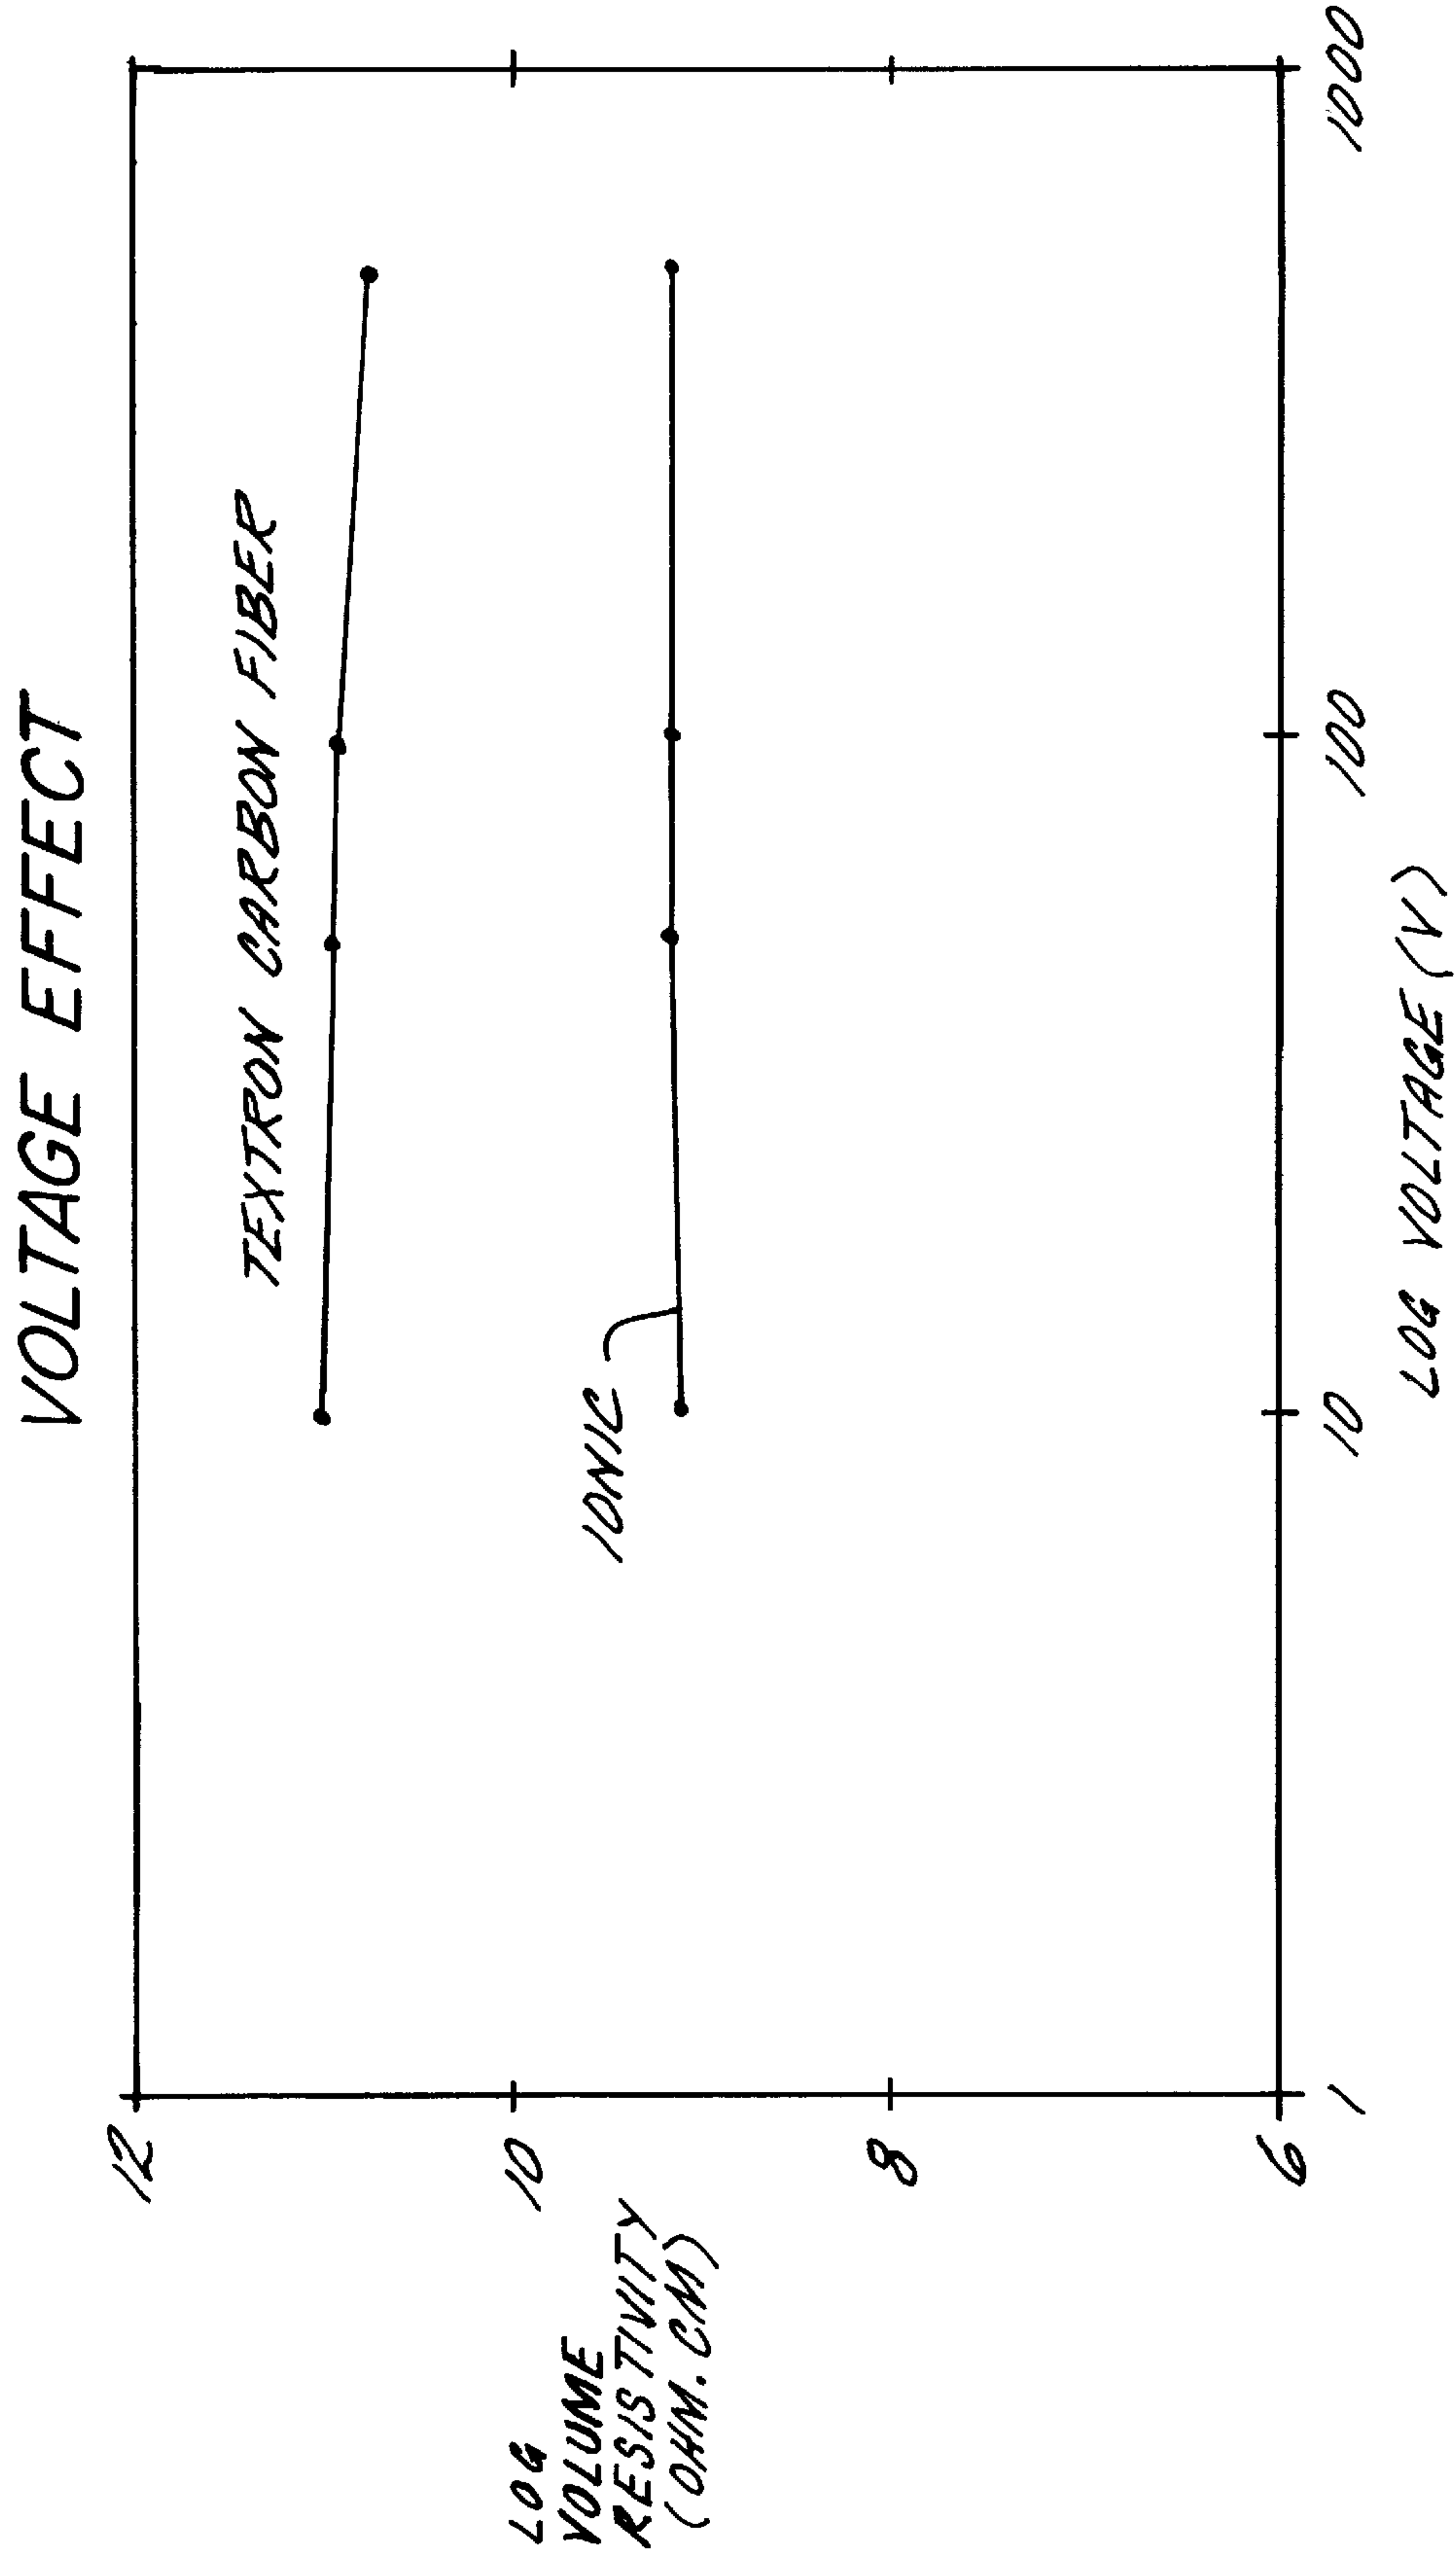 VOLTAGE EFFECT
12
10
8
6
LOG
VOLUME
RESISTIVITY
(OHM.CM)
TEXTRON CARBON FIBER
IONIC
1
10
100
1000
LOG VOLTAGE (V)